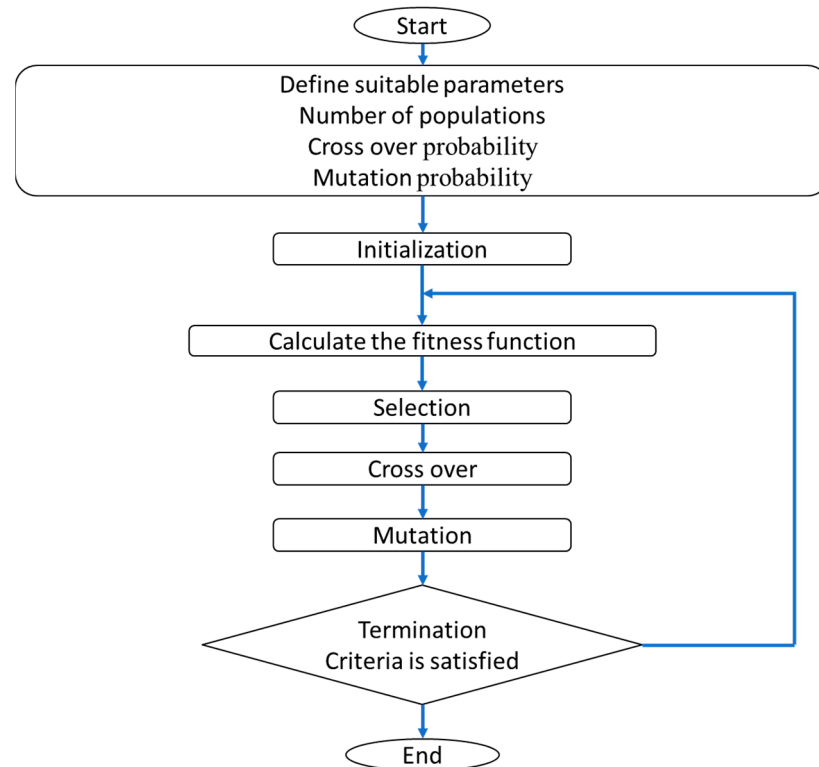 Start
Define suitable parameters
Number of populations
Cross over probability
Mutation probability
Initialization
Calculate the fitness function
Selection
Cross over
Mutation
Termination
Criteria is satisfied
End